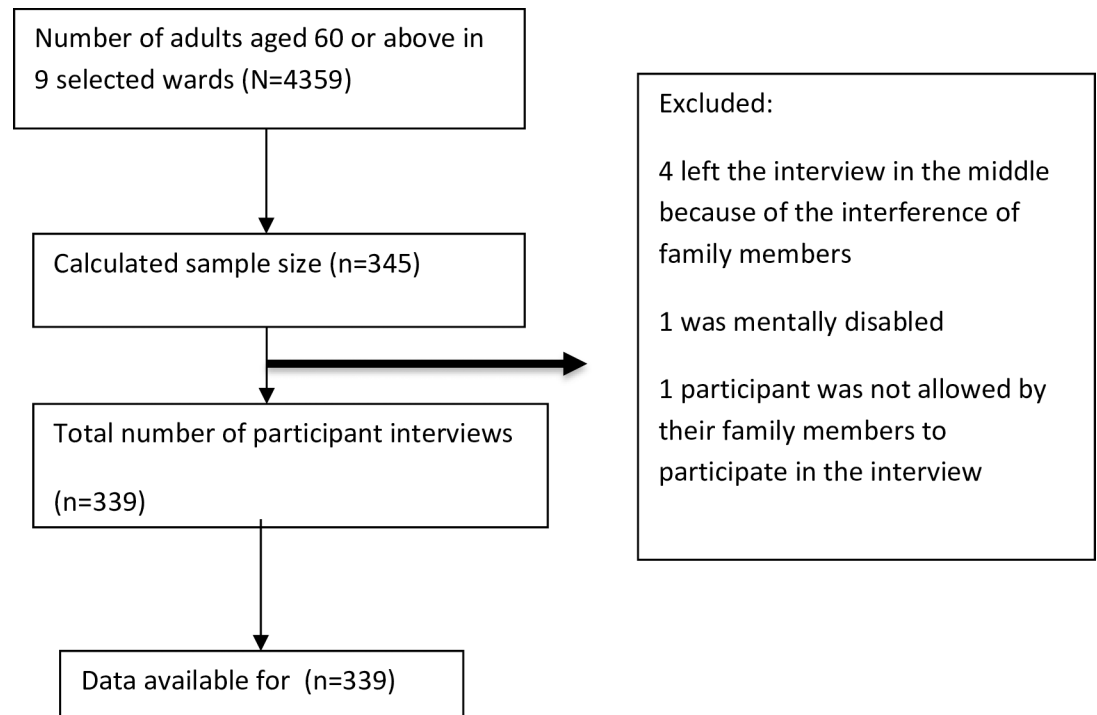 Number of adults aged 60 or above in
9 selected wards (N=4359)
Calculated sample size (n=345)
Total number of participant interviews
(n=339)
Data available for (n=339)
Excluded:
4 left the interview in the middle
because of the interference of
family members
1 was mentally disabled
1 participant was not allowed by
their family members to
participate in the interview